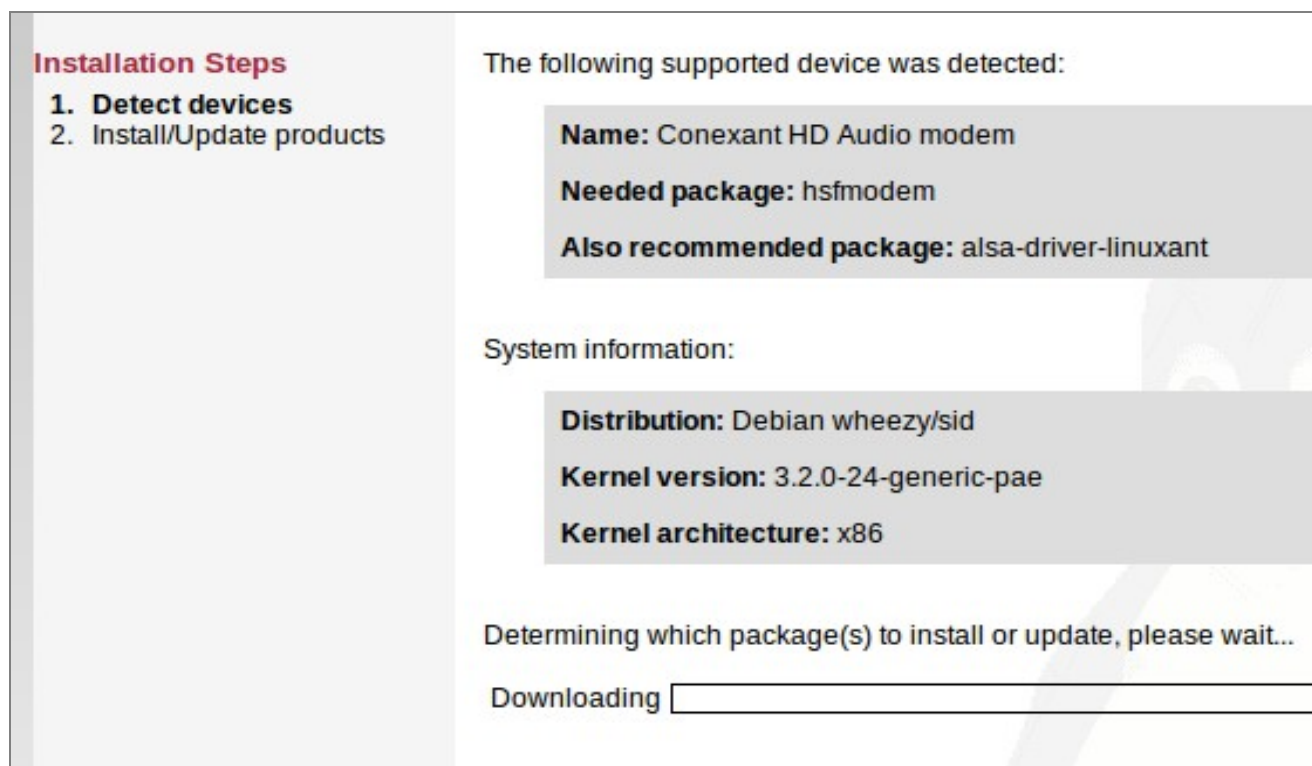 Installation Steps
1. Detect devices
2. Install/Update products
The following supported device was detected:
Name: Conexant HD Audio modem
Needed package: hsfmodem
Also recommended package: alsa-driver-linuxant
System information:
Distribution: Debian wheezy/sid
Kernel version: 3.2.0-24-generic-pae
Kernel architecture: x86
Determining which package(s) to install or update, please wait...
Downloading